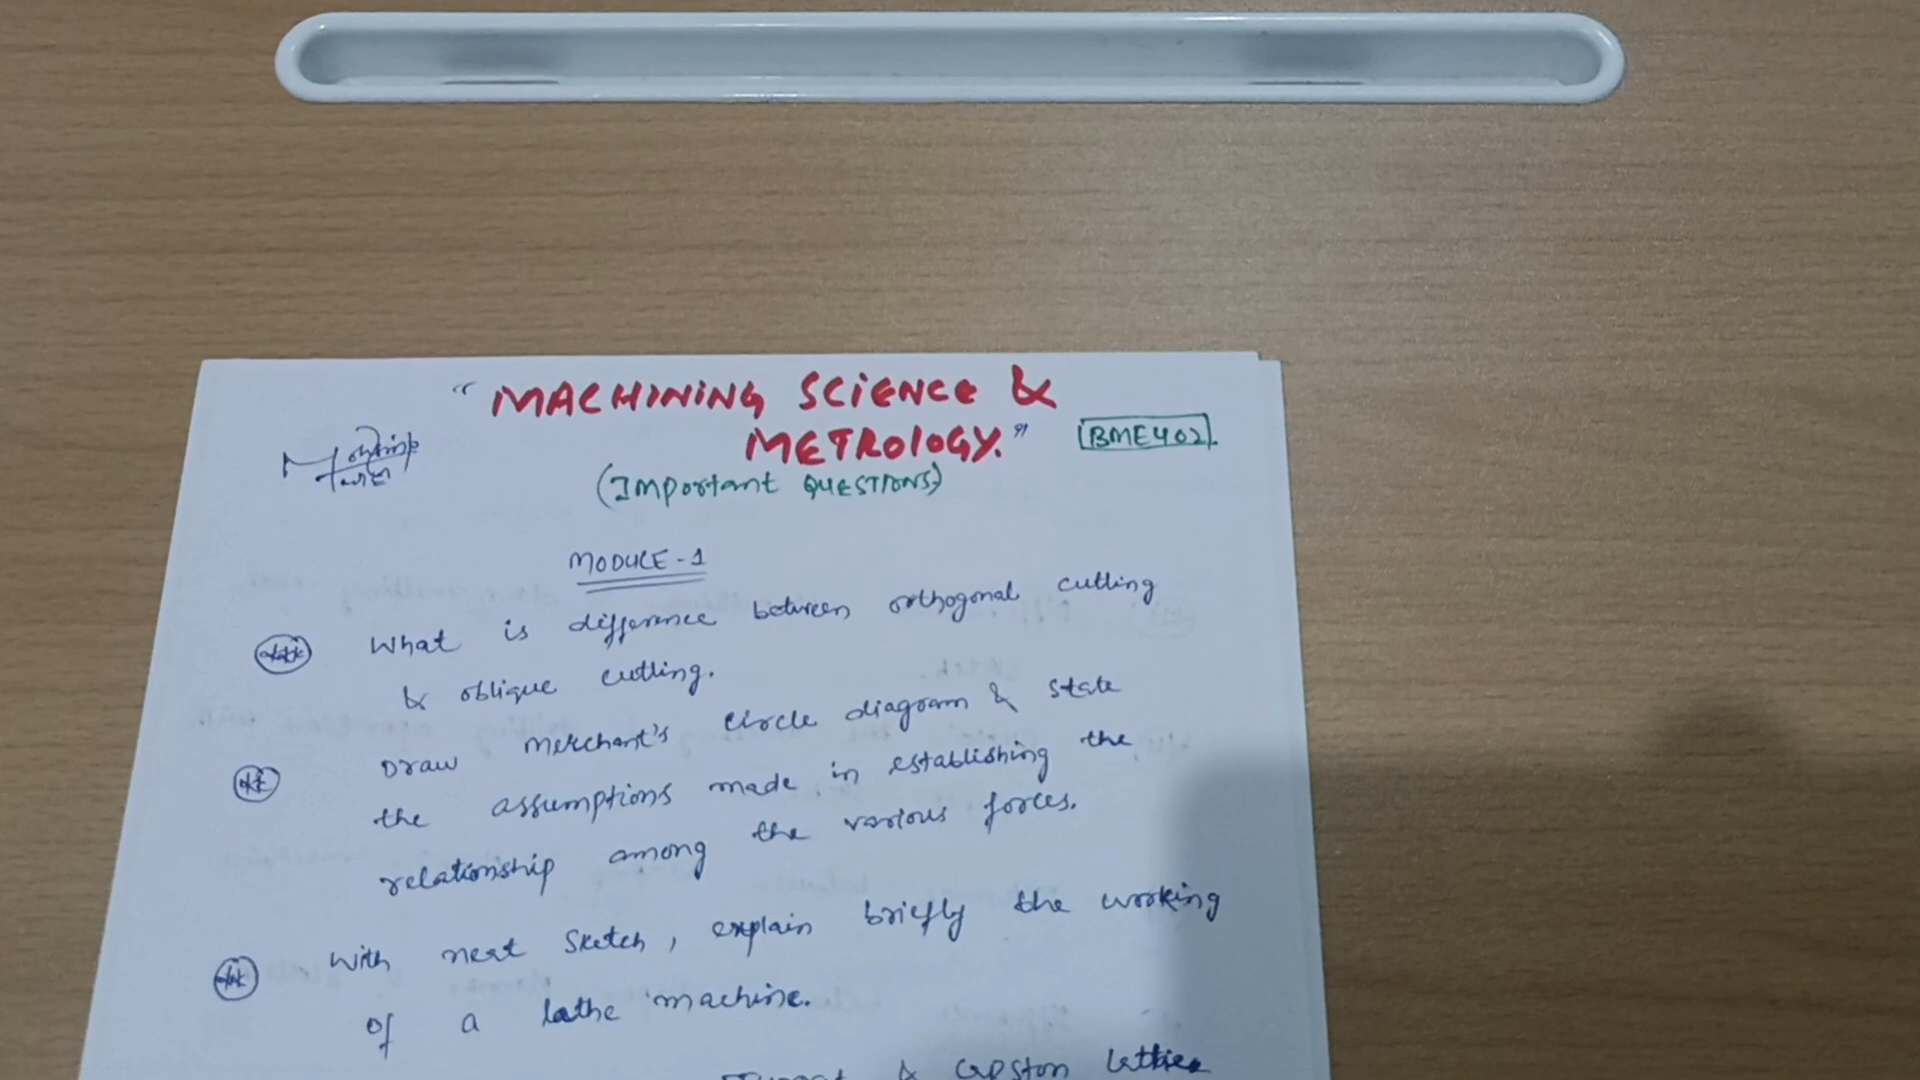 " MACHINING SCIENCE &
METROLOGY."
BME402.
(Important QUESTIONS)
MODULE-1
What is difference between orthogonal cutting
& oblique cutting.
Draw merchant's circle diagram & state
the assumptions made in establishing the
relationship among the various forces.
With neat sketch, explain briefly the working
of a lathe machine.
& capston lathe